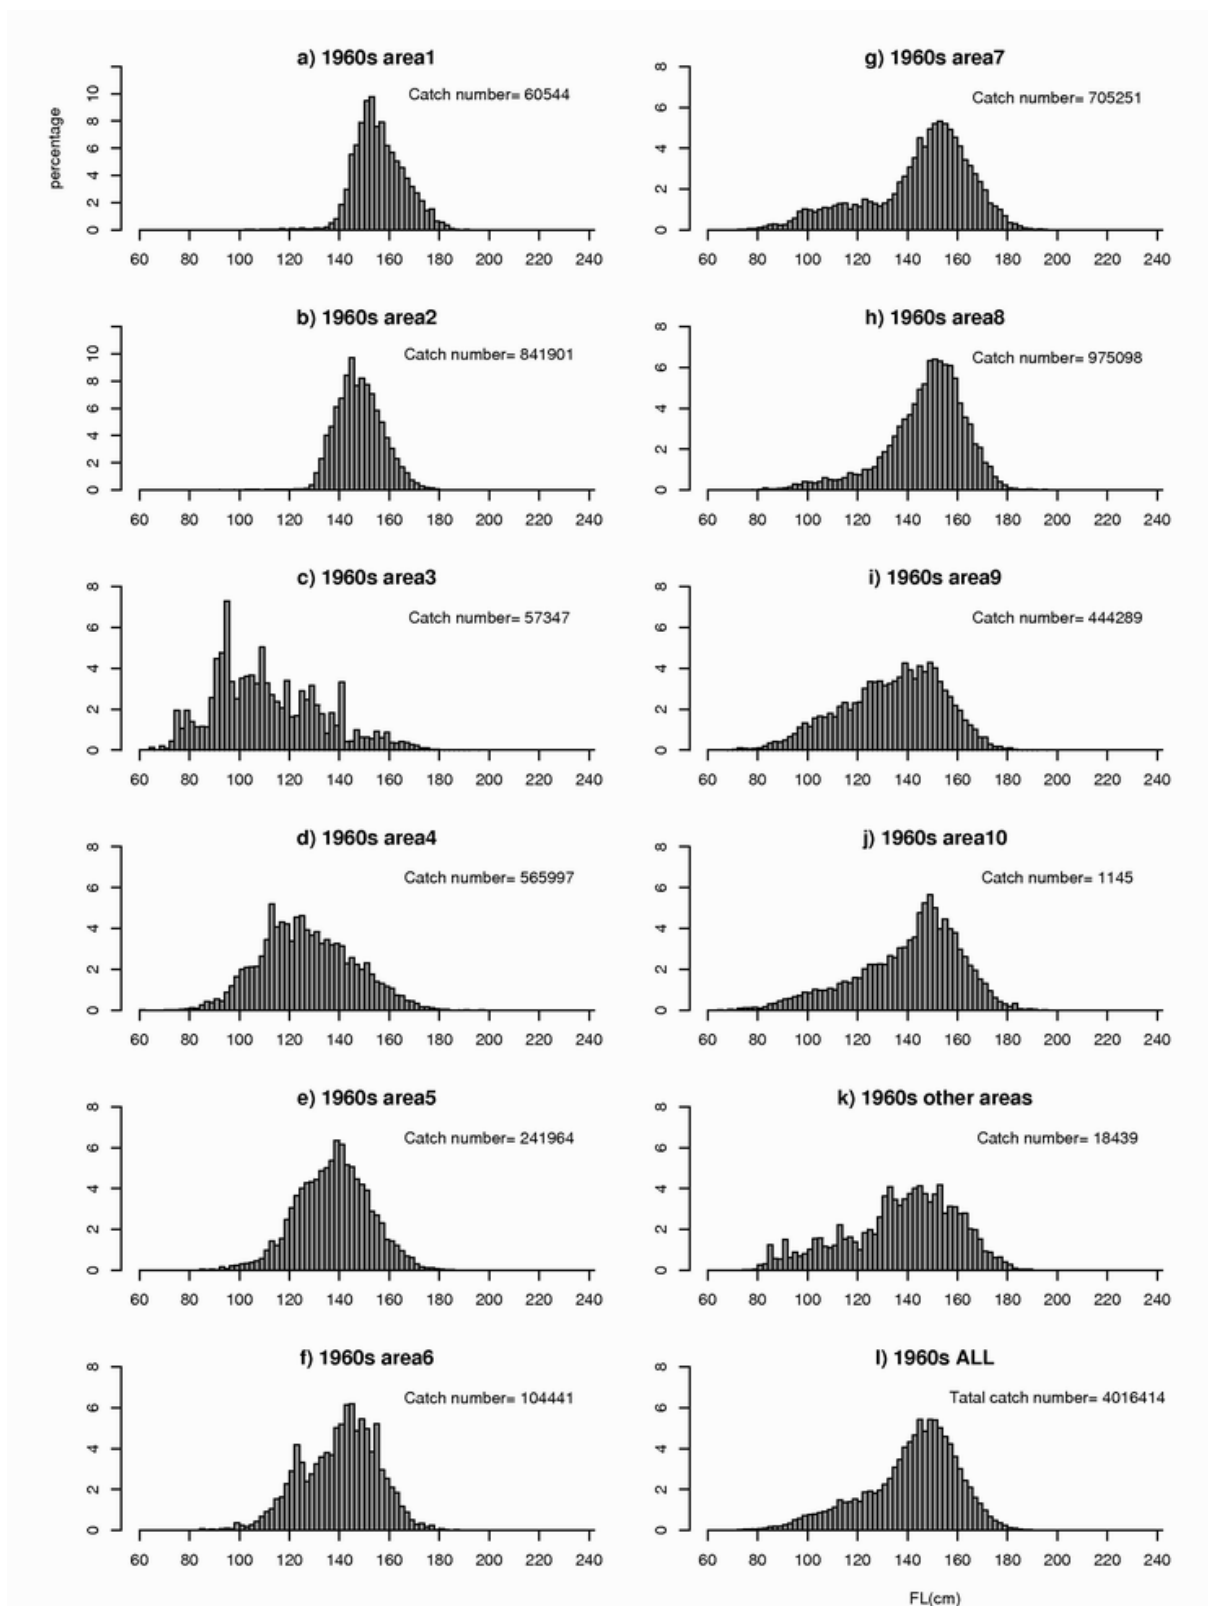 a) 1960s area1
Catch number= 60544
percentage
0 2 4 6 8 10
60 80 100 120 140 160 180 200 220 240
b) 1960s area2
Catch number= 841901
0 2 4 6 8 10
60 80 100 120 140 160 180 200 220 240
c) 1960s area3
Catch number= 57347
0 2 4 6 8
60 80 100 120 140 160 180 200 220 240
d) 1960s area4
Catch number= 565997
0 2 4 6 8
60 80 100 120 140 160 180 200 220 240
e) 1960s area5
Catch number= 241964
0 2 4 6 8
60 80 100 120 140 160 180 200 220 240
f) 1960s area6
Catch number= 104441
0 2 4 6 8
60 80 100 120 140 160 180 200 220 240
g) 1960s area7
Catch number= 705251
0 2 4 6 8
60 80 100 120 140 160 180 200 220 240
h) 1960s area8
Catch number= 975098
0 2 4 6 8
60 80 100 120 140 160 180 200 220 240
i) 1960s area9
Catch number= 444289
0 2 4 6 8
60 80 100 120 140 160 180 200 220 240
j) 1960s area10
Catch number= 1145
0 2 4 6 8
60 80 100 120 140 160 180 200 220 240
k) 1960s other areas
Catch number= 18439
0 2 4 6 8
60 80 100 120 140 160 180 200 220 240
l) 1960s ALL
Tatal catch number= 4016414
0 2 4 6 8
60 80 100 120 140 160 180 200 220 240
FL(cm)